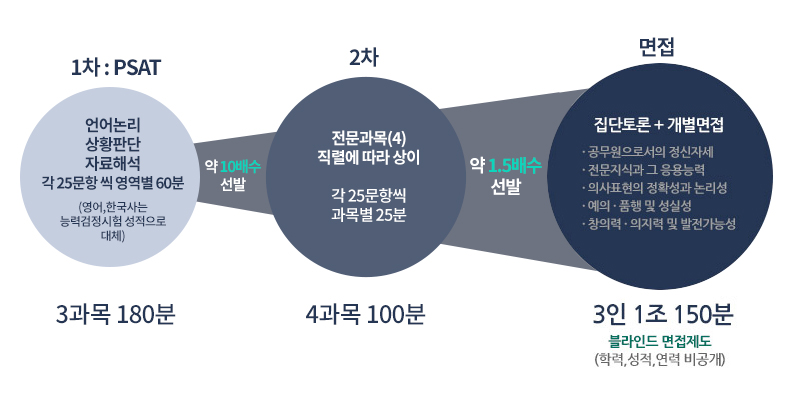 1차 : PSAT
언어논리
상황판단
자료해석
각 25문항 씩 영역별 60분
(영어,한국사는
능력검정시험 성적으로
대체)
3과목 180분
약 10배수
선발
2차
전문과목(4)
직렬에 따라 상이
각 25문항씩
과목별 25분
4과목 100분
약 1.5배수
선발
면접
집단토론 + 개별면접
· 공무원으로서의 정신자세
· 전문지식과 그 응용능력
· 의사표현의 정확성과 논리성
· 예의 · 품행 및 성실성
· 창의력 · 의지력 및 발전가능성
3인 1조 150분
블라인드 면접제도
(학력,성적,연력 비공개)